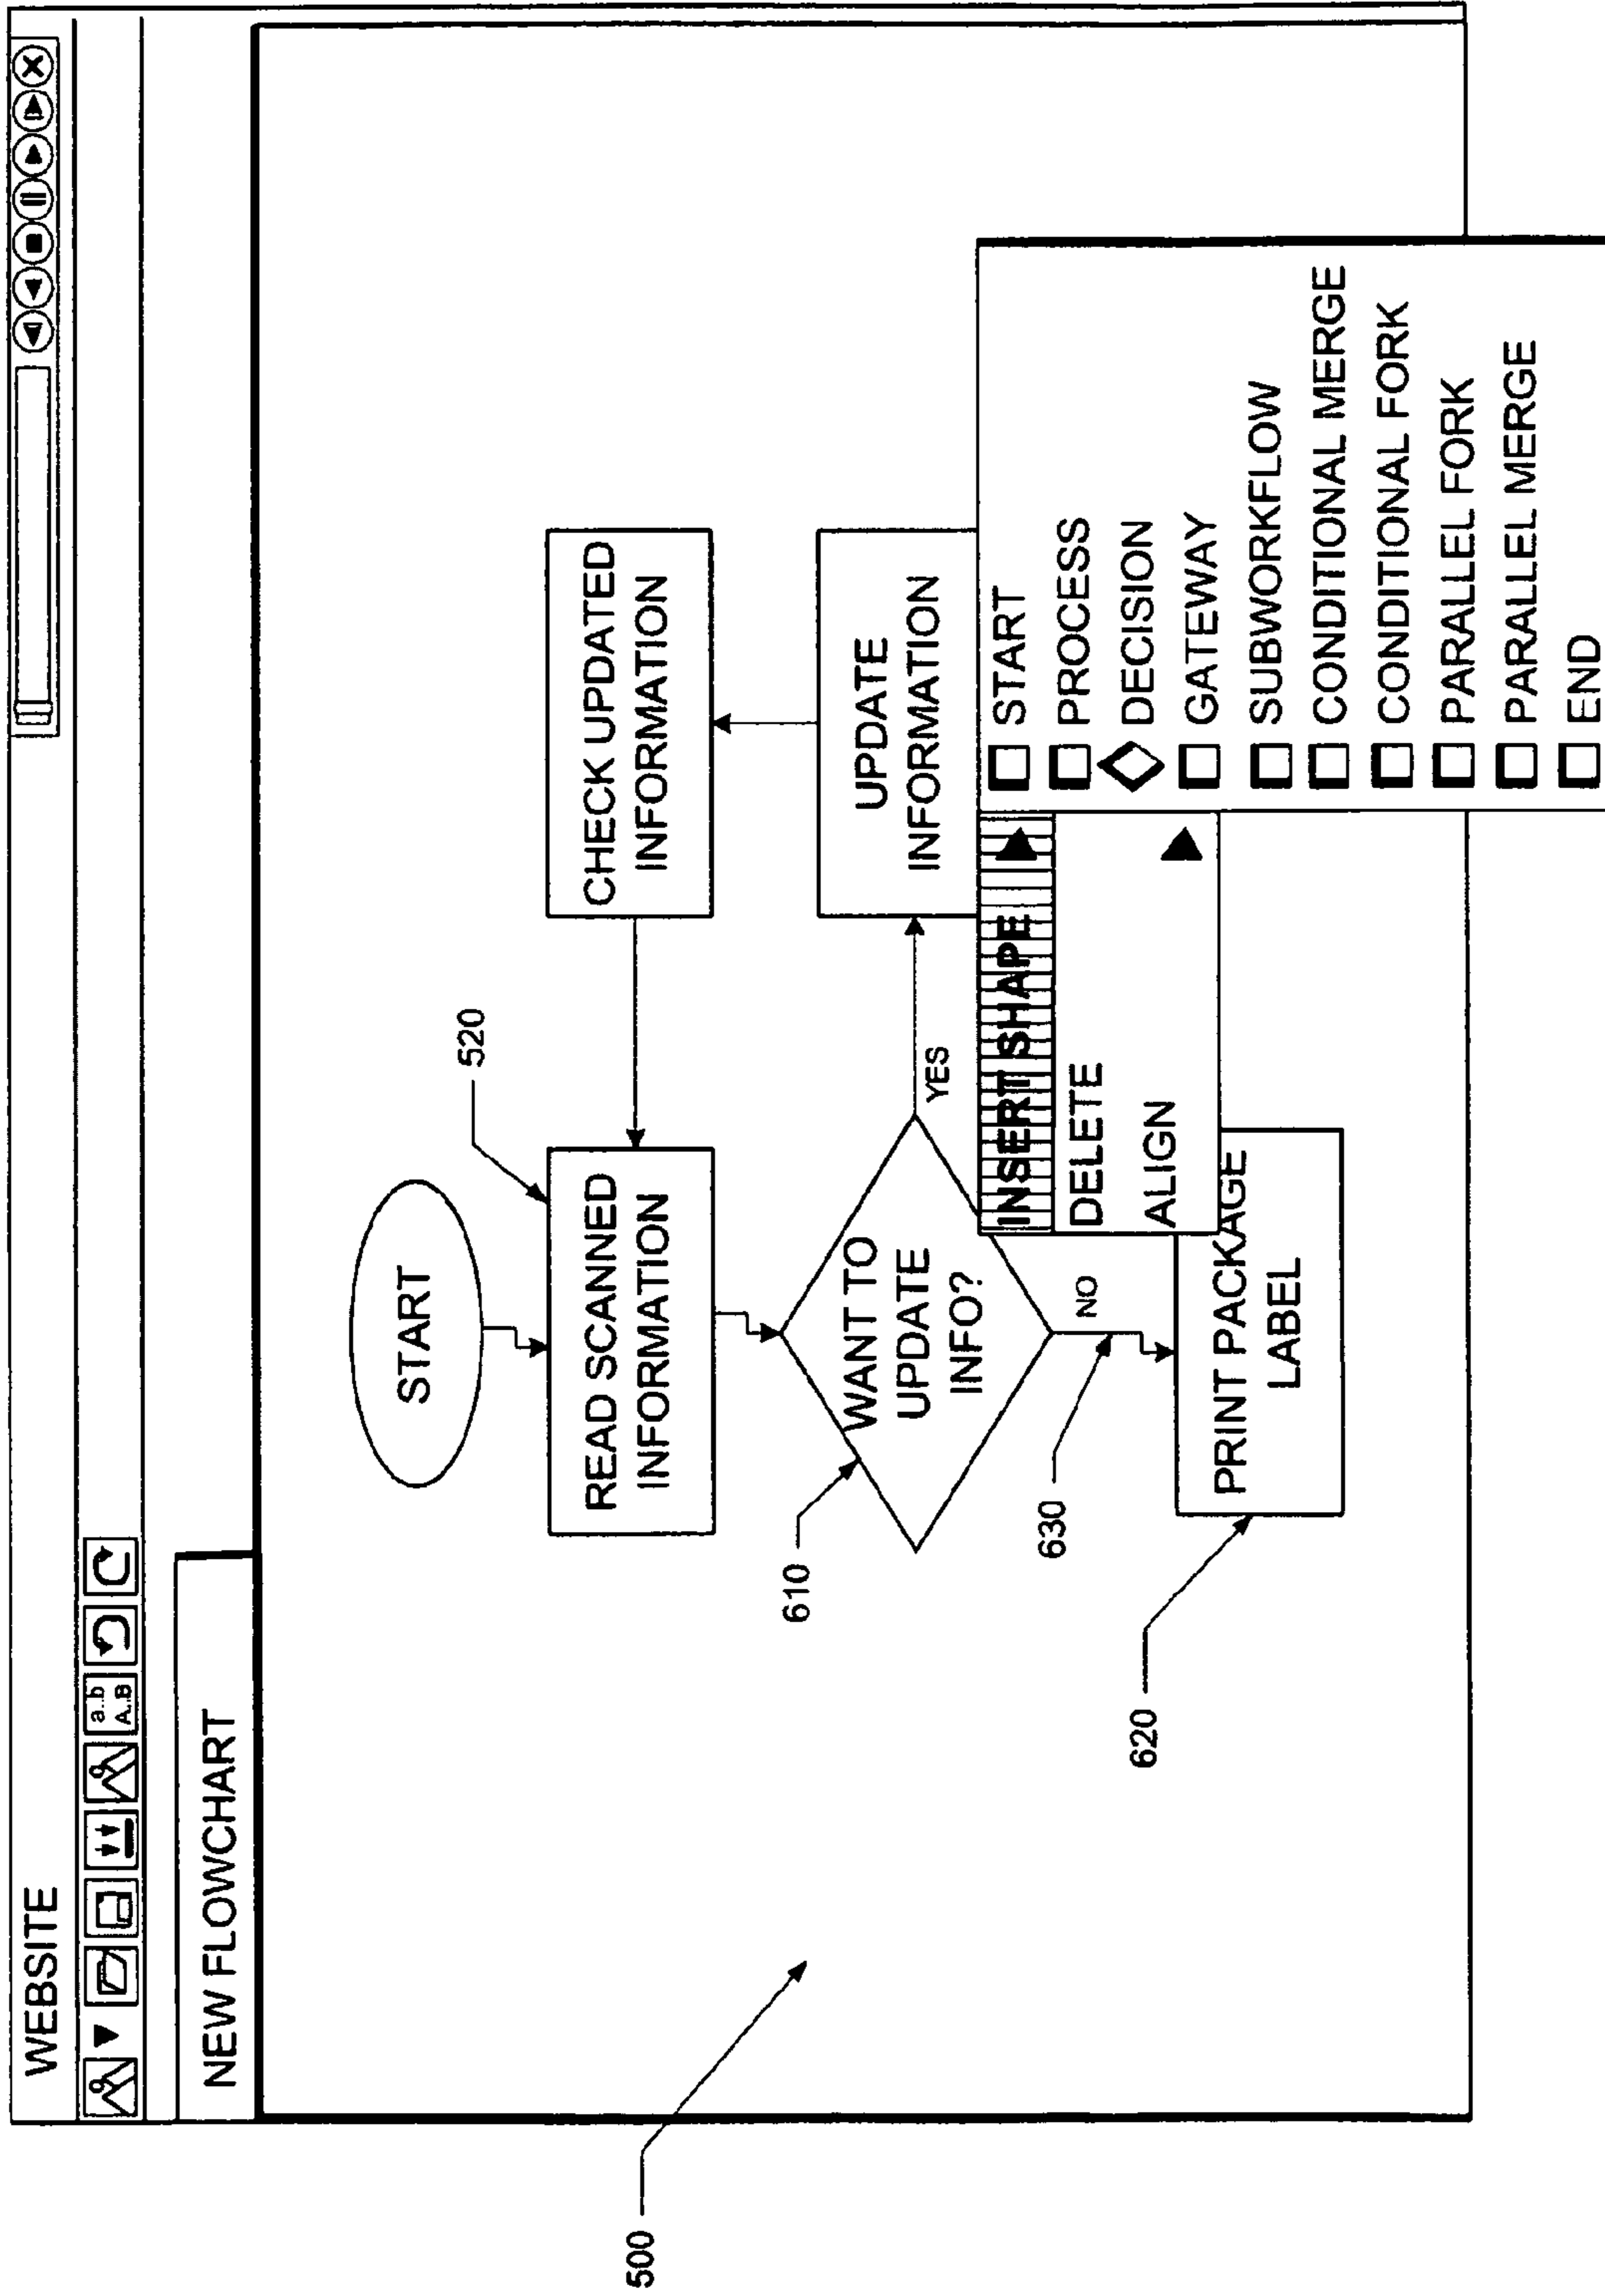 WEBSITE
a..b
A..B
NEW FLOWCHART
START
520
READ SCANNED
INFORMATION
CHECK UPDATED
INFORMATION
500
610
WANT TO
UPDATE
INFO?
YES
UPDATE
INFORMATION
630
NO
620
PRINT PACKAGE
LABEL
INSERT SHAPE
DELETE
ALIGN
START
PROCESS
DECISION
GATEWAY
SUBWORKFLOW
CONDITIONAL MERGE
CONDITIONAL FORK
PARALLEL FORK
PARALLEL MERGE
END